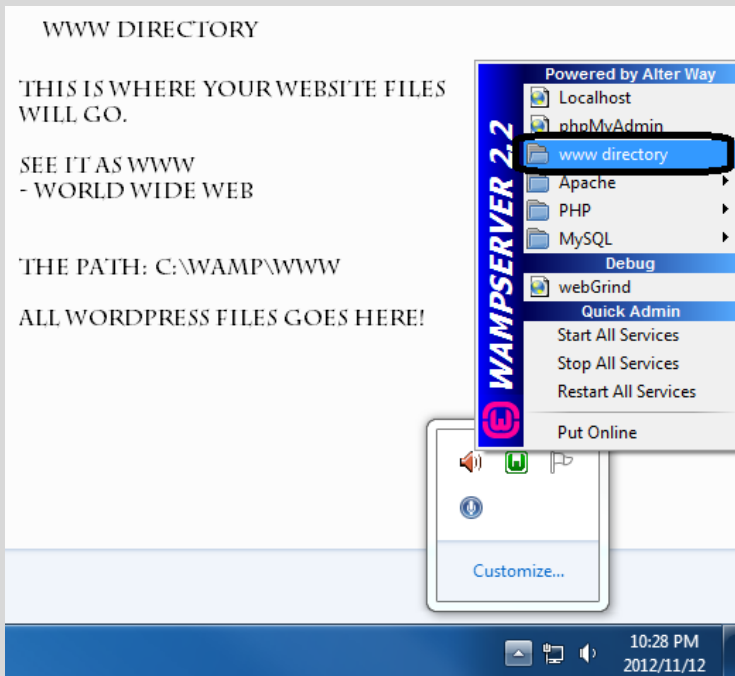 WWW DIRECTORY
THIS IS WHERE YOUR WEBSITE FILES
WILL GO.
SEE IT AS WWW
- WORLD WIDE WEB
THE PATH: C:\WAMP\WWW
ALL WORDPRESS FILES GOES HERE!
WAMPSERVER 2.2
Powered by Alter Way
Localhost
phpMyAdmin
www directory
Apache
PHP
MySQL
Debug
webGrind
Quick Admin
Start All Services
Stop All Services
Restart All Services
Put Online
Customize...
10:28 PM
2012/11/12